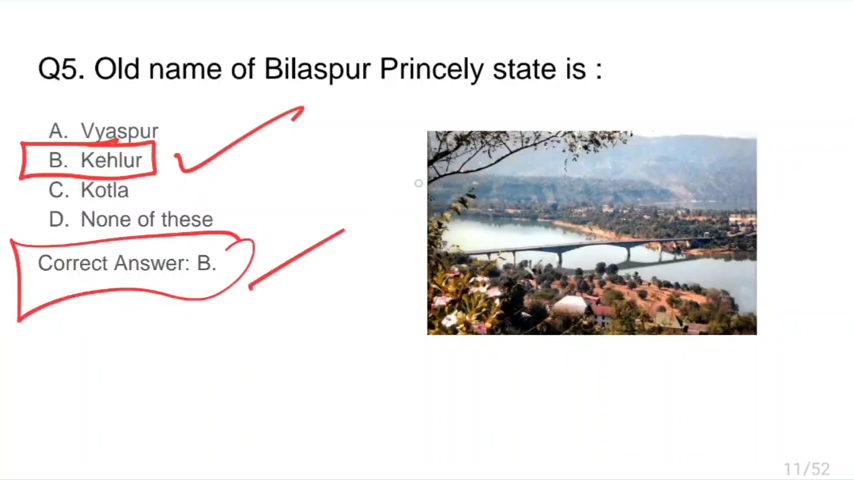 Q5. Old name of Bilaspur Princely state is :
A. Vyaspur
B. Kehlur
C. Kotla
D. None of these
Correct Answer: B.
11/52